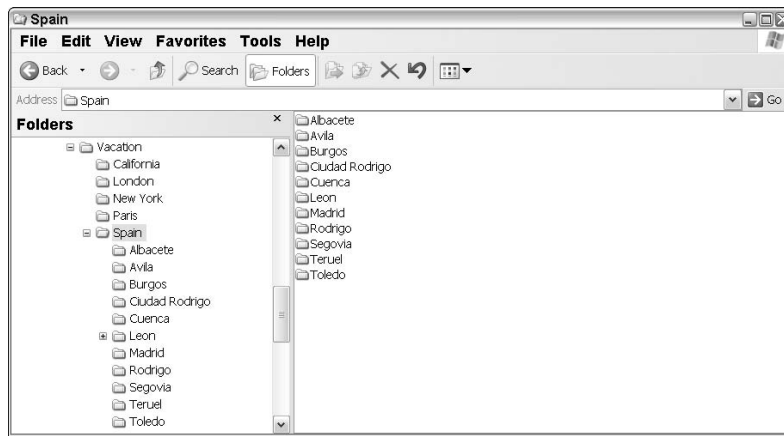 Spain
File Edit View Favorites Tools Help
Back Search Folders
Address Spain Go
Folders
Vacation
California
London
New York
Paris
Spain
Albacete
Avila
Burgos
Ciudad Rodrigo
Cuenca
Leon
Madrid
Rodrigo
Segovia
Teruel
Toledo
Albacete
Avila
Burgos
Ciudad Rodrigo
Cuenca
Leon
Madrid
Rodrigo
Segovia
Teruel
Toledo